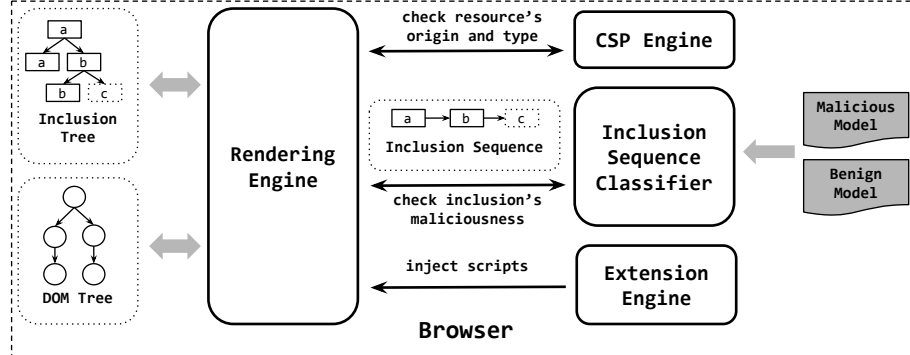 a
a b
b c
Inclusion
Tree
DOM Tree
Rendering
Engine
check resource's
origin and type
a b c
Inclusion Sequence
check inclusion's
maliciousness
inject scripts
CSP Engine
Inclusion
Sequence
Classifier
Extension
Engine
Malicious
Model
Benign
Model
Browser